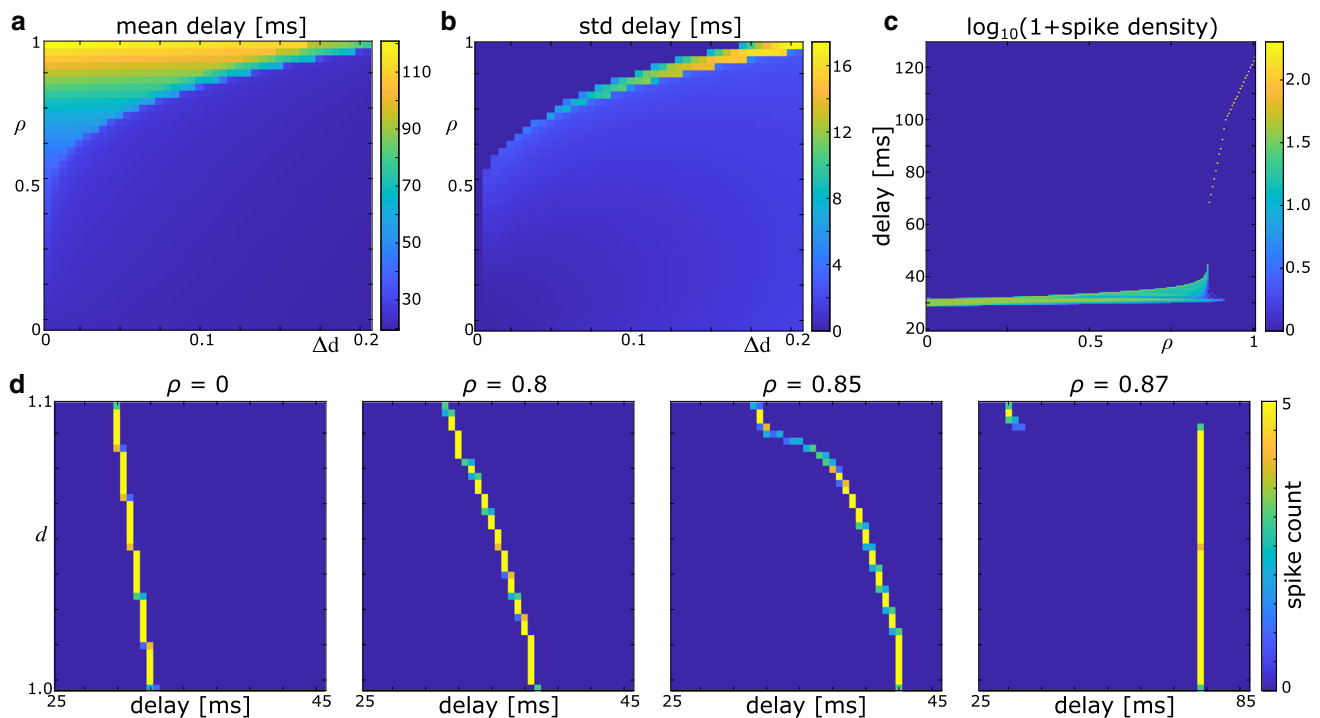 a
mean delay [ms]
b
std delay [ms]
c
log10(1+spike density)
1
ρ
0.5
0
0
0.1
0.2
Δd
110
90
70
50
30
1
ρ
0.5
0
0
0.1
0.2
Δd
16
12
8
4
0
delay [ms]
120
100
80
60
40
20
0
0.5
ρ
1
2.0
1.5
1.0
0.5
0
d
ρ = 0
ρ = 0.8
ρ = 0.85
ρ = 0.87
1.1
d
1.0
25
delay [ms]
45
25
delay [ms]
45
25
delay [ms]
45
25
delay [ms]
85
5
4
3
2
1
0
spike count